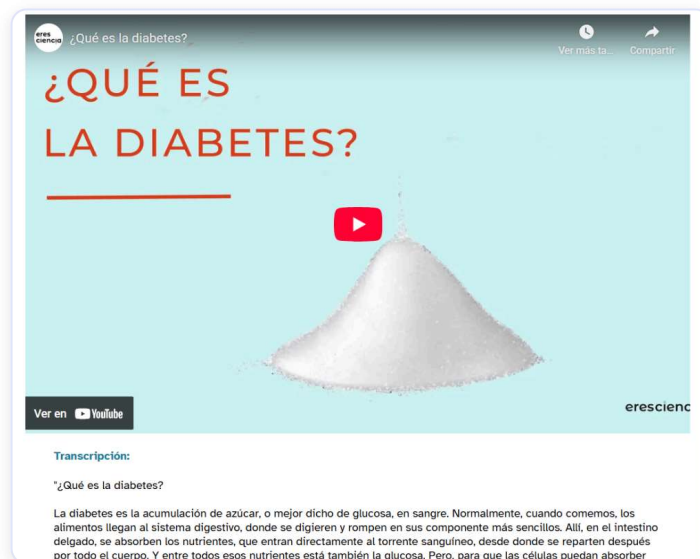 eres
ciencia
¿Qué es la diabetes?
Ver más ta...
Compartir
¿QUÉ ES
LA DIABETES?
Ver en YouTube
erescienc
Transcripción:
"¿Qué es la diabetes?
La diabetes es la acumulación de azúcar, o mejor dicho de glucosa, en sangre. Normalmente, cuando comemos, los
alimentos llegan al sistema digestivo, donde se digieren y rompen en sus componente más sencillos. Allí, en el intestino
delgado, se absorben los nutrientes, que entran directamente al torrente sanguíneo, desde donde se reparten después
por todo el cuerpo. Y entre todos esos nutrientes está también la glucosa. Pero, para que las células puedan absorber